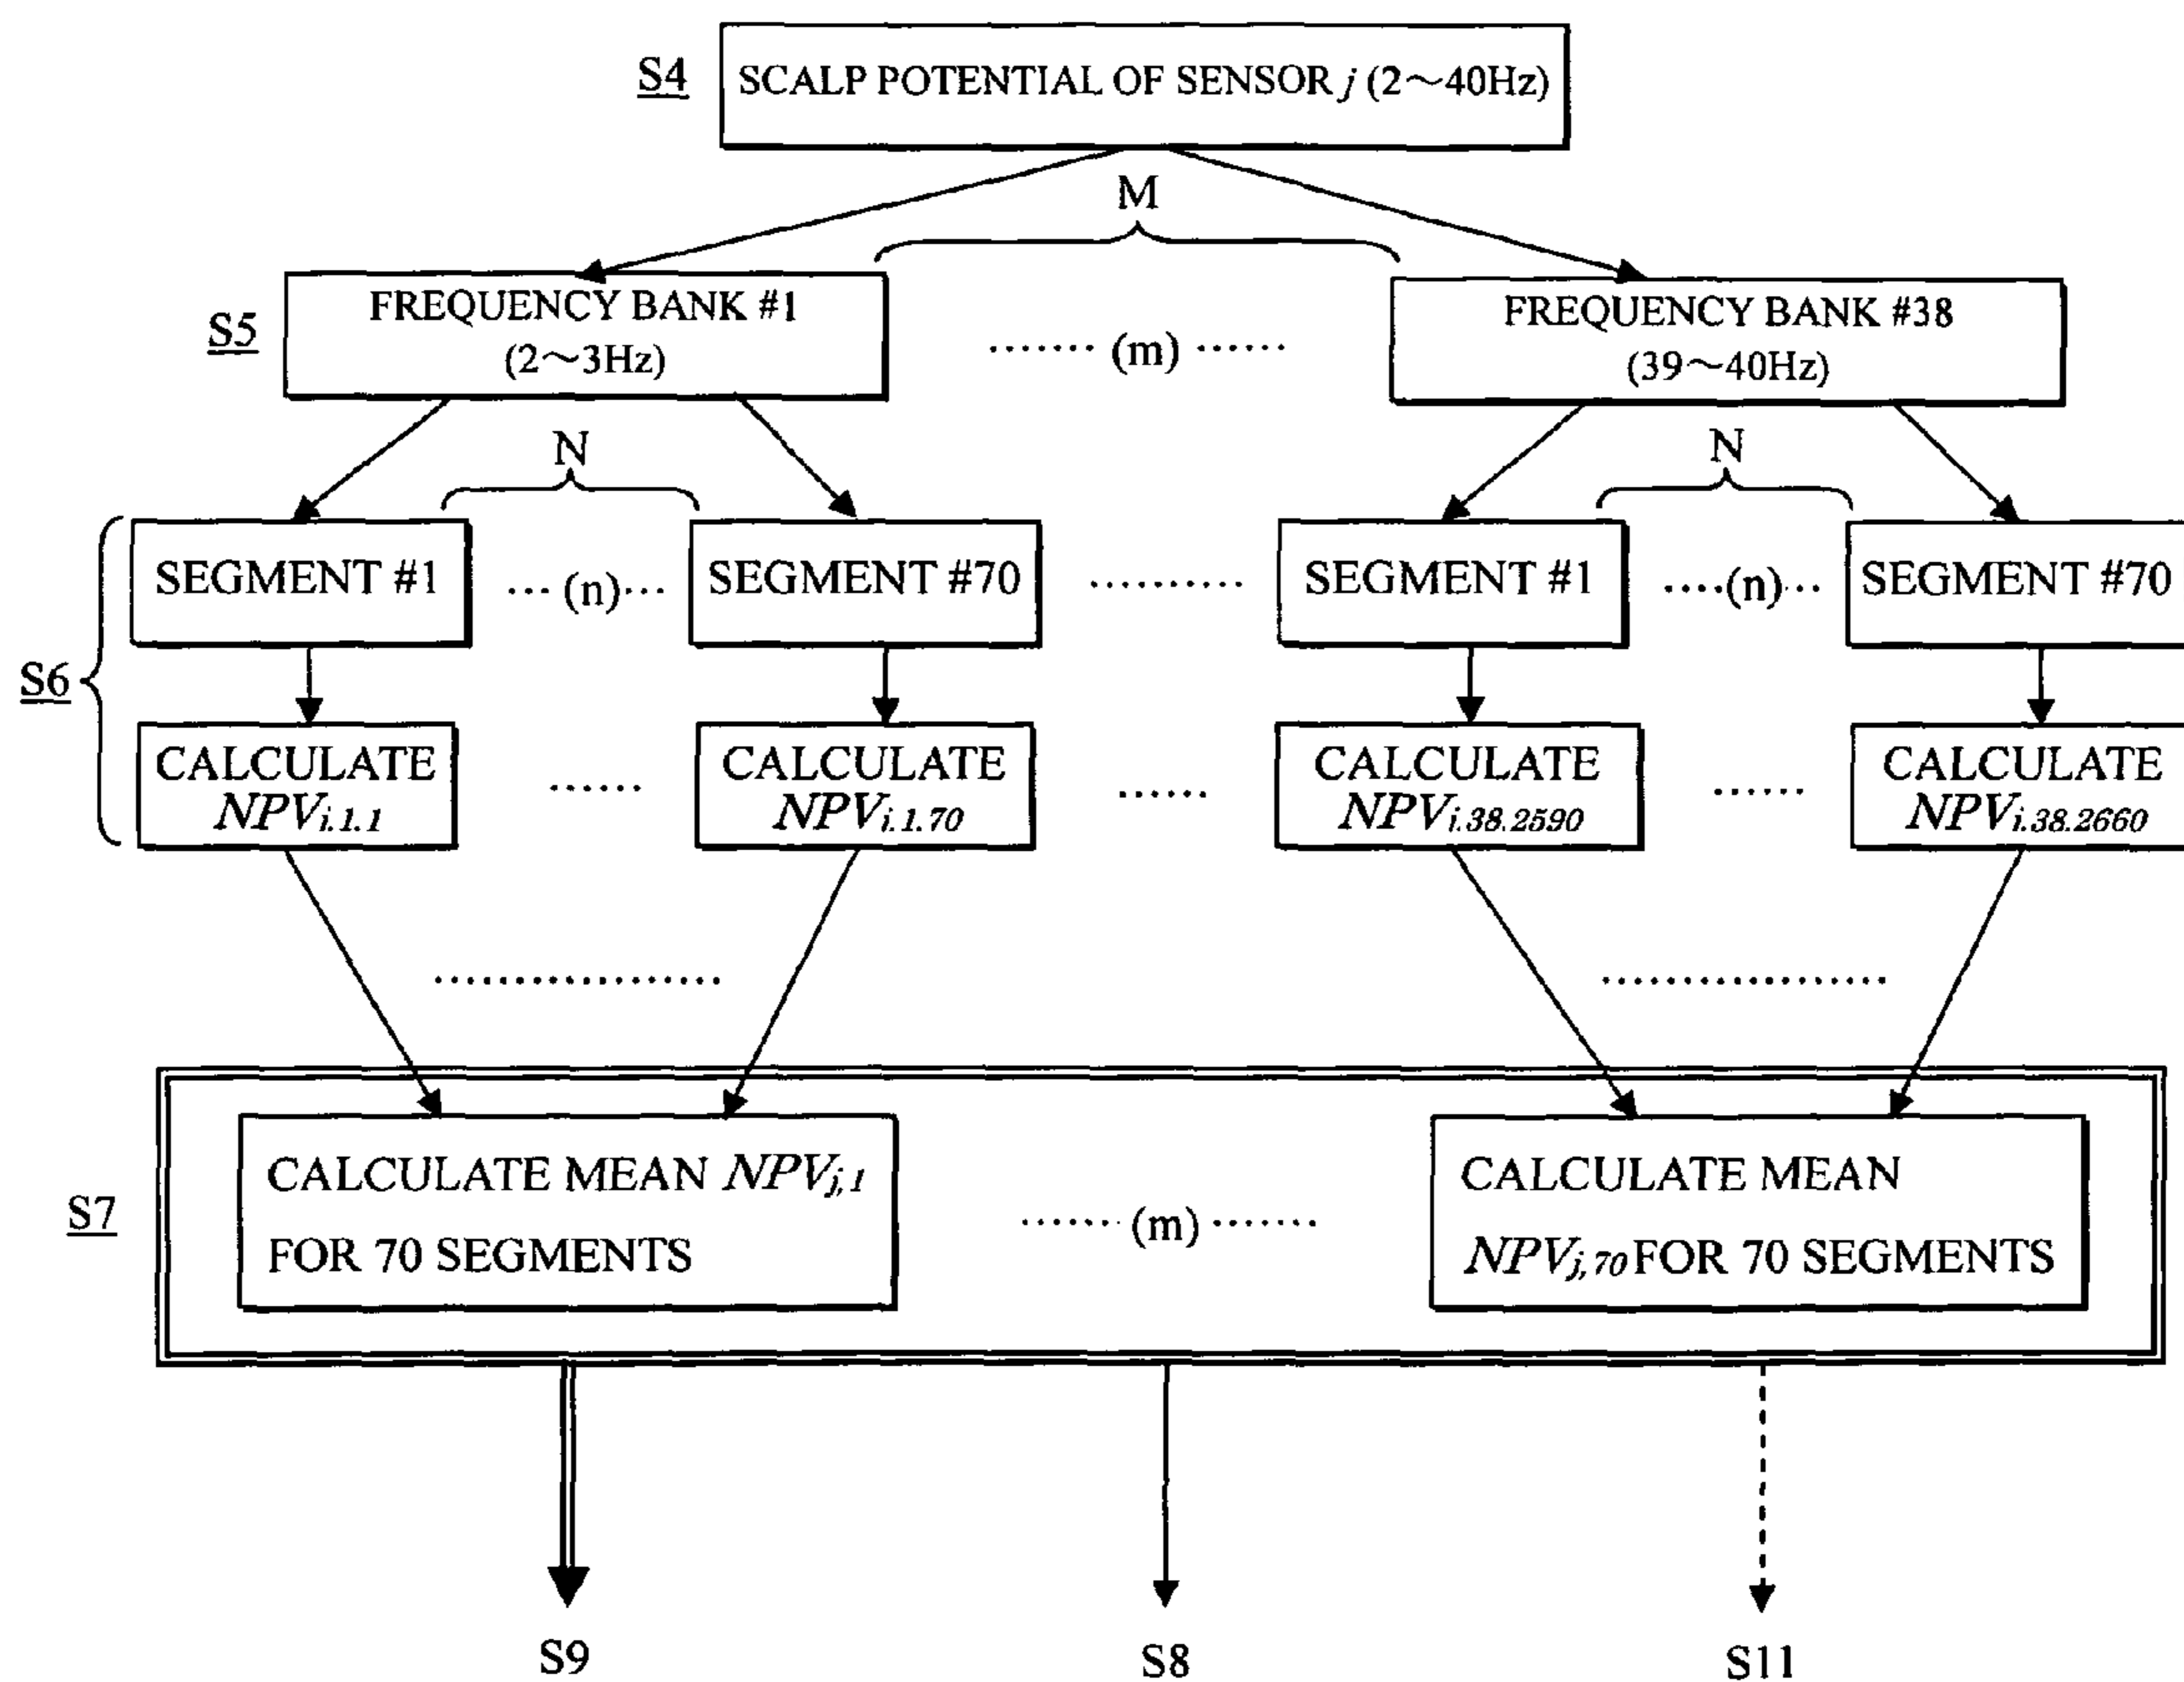 S4
SCALP POTENTIAL OF SENSOR j (2~40Hz)
M
S5
FREQUENCY BANK #1
(2~3Hz)
······· (m) ······
FREQUENCY BANK #38
(39~40Hz)
N
N
S6
SEGMENT #1
··· (n)···
SEGMENT #70
··········
SEGMENT #1
····(n)···
SEGMENT #70
CALCULATE
NPVi.1.1
······
CALCULATE
NPVi.1.70
······
CALCULATE
NPVi.38.2590
······
CALCULATE
NPVi.38.2660
S7
CALCULATE MEAN NPVj,1
FOR 70 SEGMENTS
······· (m) ·······
CALCULATE MEAN
NPVj,70 FOR 70 SEGMENTS
S9
S8
S11